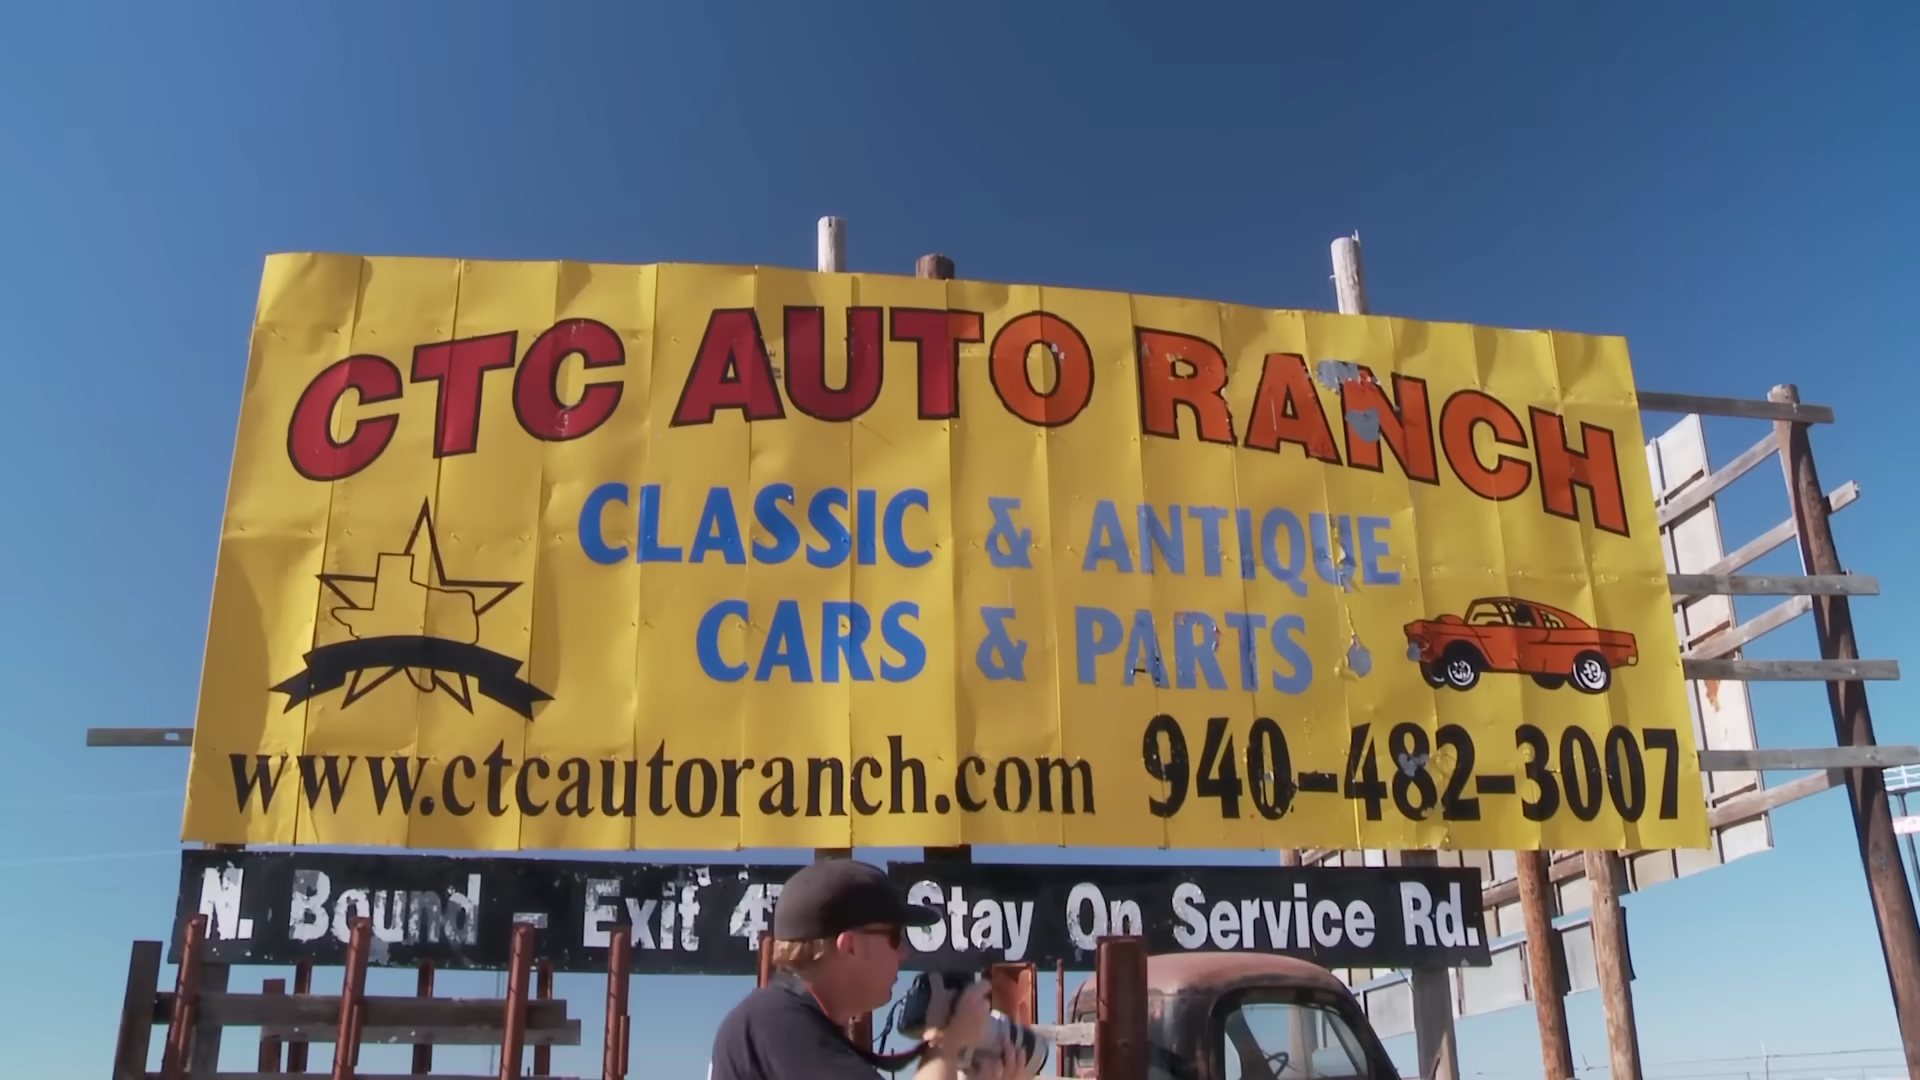 CTC AUTO RANCH
CLASSIC & ANTIQUE
CARS & PARTS
www.ctcautoranch.com 940-482-3007
N. Bound - Exit Stay On Service Rd.